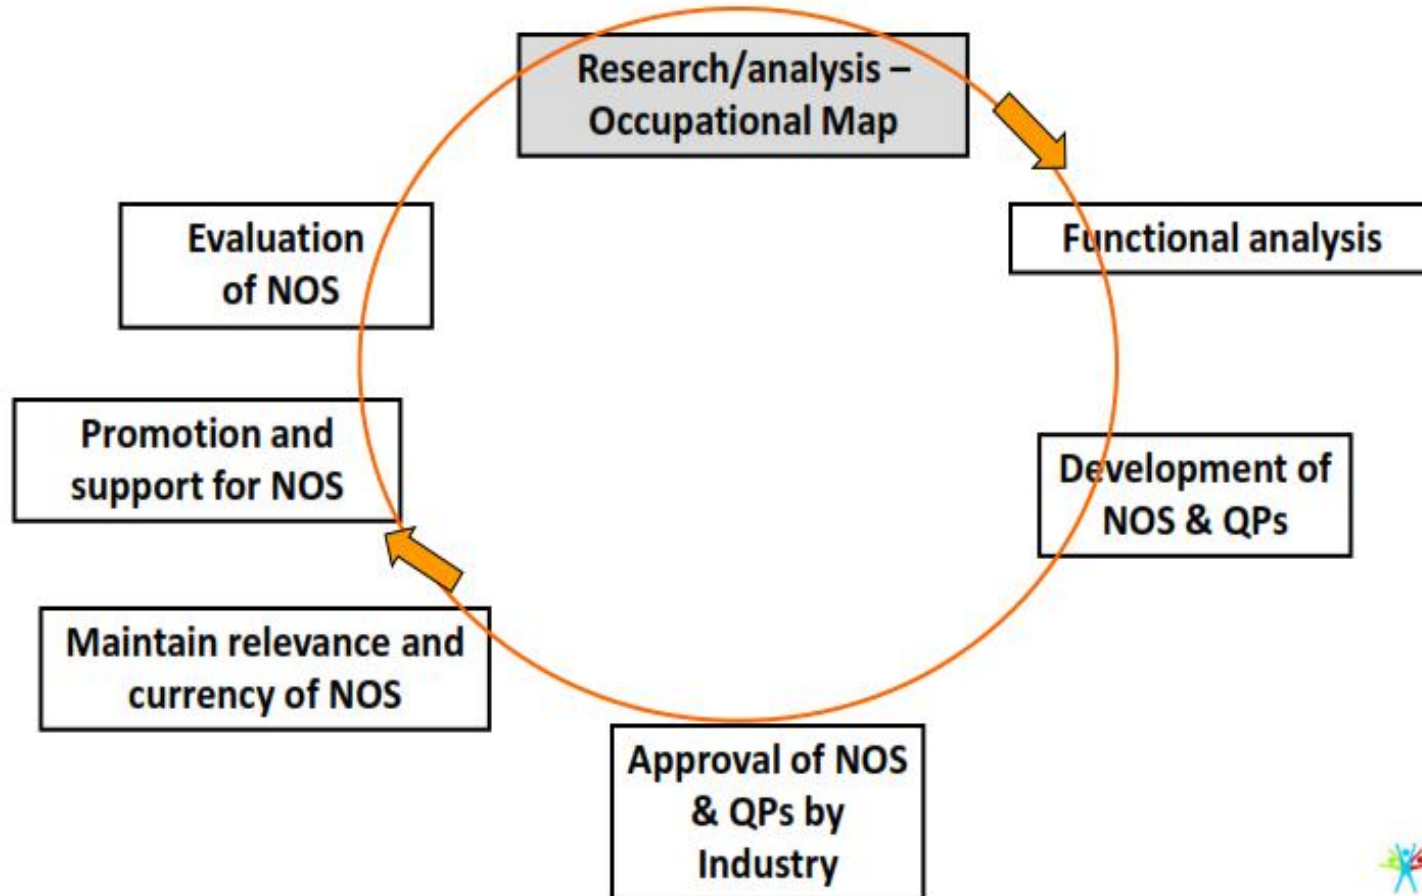 Research/analysis –
Occupational Map
Functional analysis
Development of
NOS & QPs
Approval of NOS
& QPs by
Industry
Maintain relevance and
currency of NOS
Promotion and
support for NOS
Evaluation
of NOS